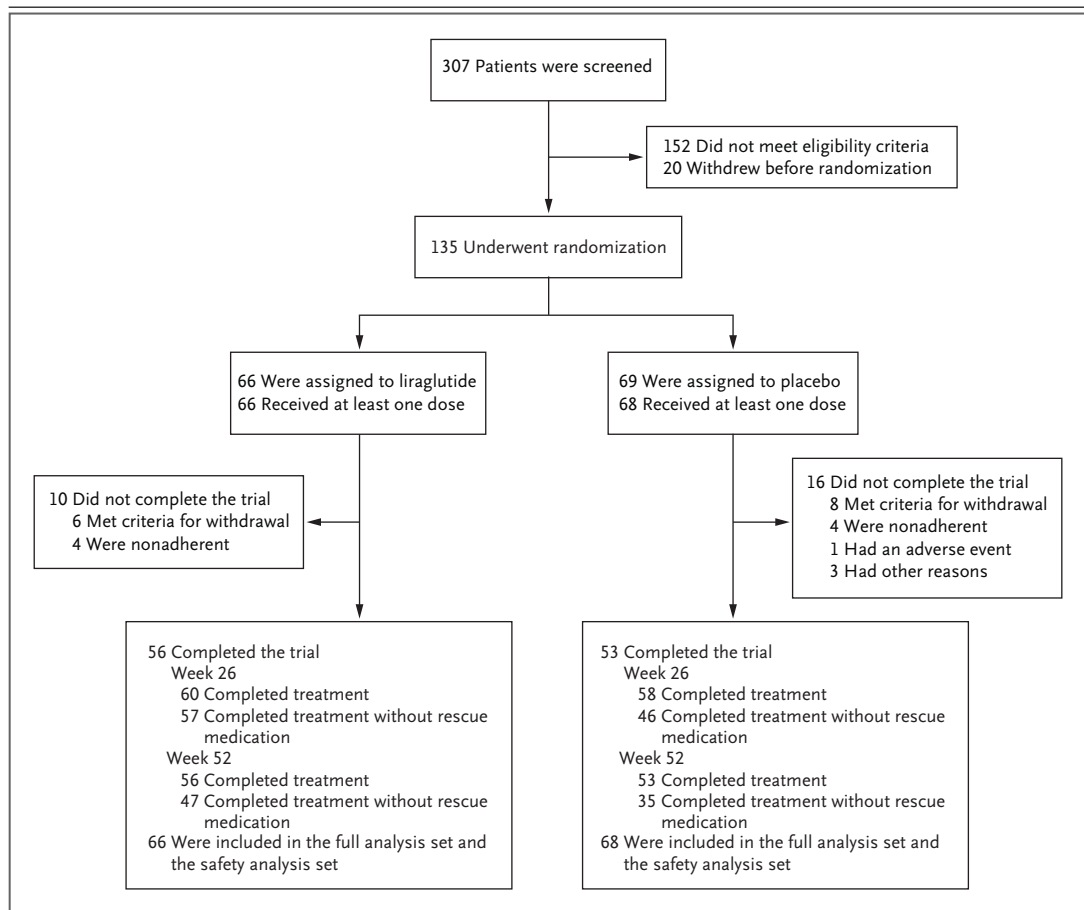 307 Patients were screened
152 Did not meet eligibility criteria
20 Withdrew before randomization
135 Underwent randomization
66 Were assigned to liraglutide
66 Received at least one dose
69 Were assigned to placebo
68 Received at least one dose
10 Did not complete the trial
6 Met criteria for withdrawal
4 Were nonadherent
16 Did not complete the trial
8 Met criteria for withdrawal
4 Were nonadherent
1 Had an adverse event
3 Had other reasons
56 Completed the trial
Week 26
60 Completed treatment
57 Completed treatment without rescue
medication
Week 52
56 Completed treatment
47 Completed treatment without rescue
medication
66 Were included in the full analysis set and
the safety analysis set
53 Completed the trial
Week 26
58 Completed treatment
46 Completed treatment without rescue
medication
Week 52
53 Completed treatment
35 Completed treatment without rescue
medication
68 Were included in the full analysis set and
the safety analysis set